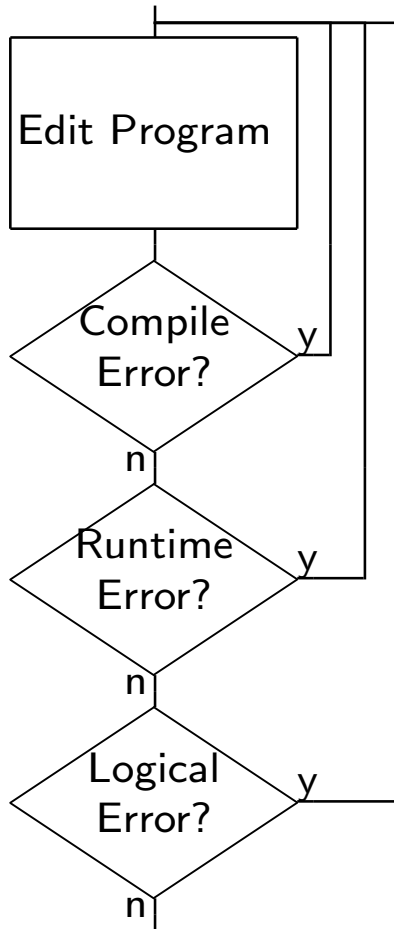 Edit Program
Compile
Error?
y
n
Runtime
Error?
y
n
Logical
Error?
y
n